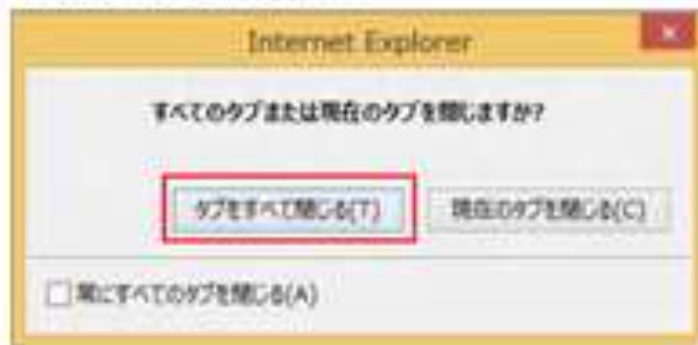 Internet Explorer
すべてのタブまたは現在のタブを閉じますか?
タブをすべて閉じる(T)
現在のタブを閉じる(C)
常にすべてのタブを閉じる(A)